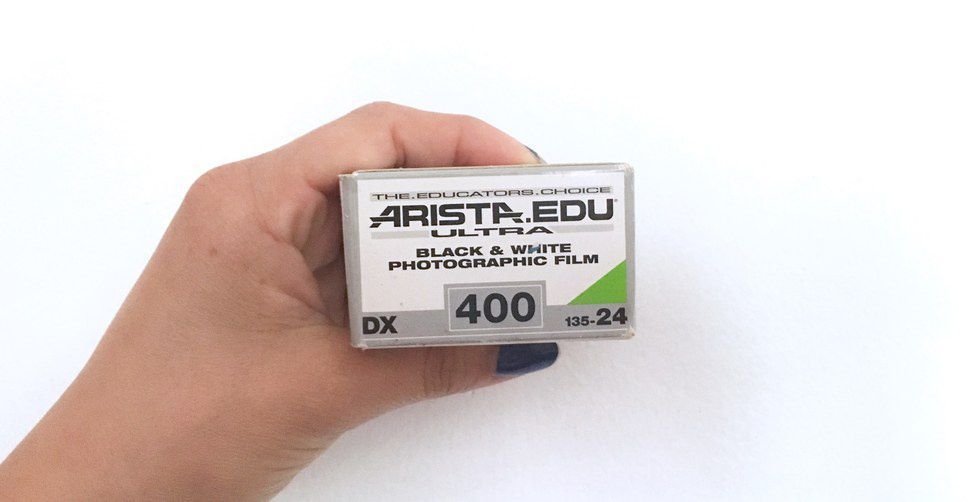 THE.EDUCATORS.CHOICE
ARISTA.EDU®
ULTRA
BLACK & WHITE
PHOTOGRAPHIC FILM
400
DX
135-24